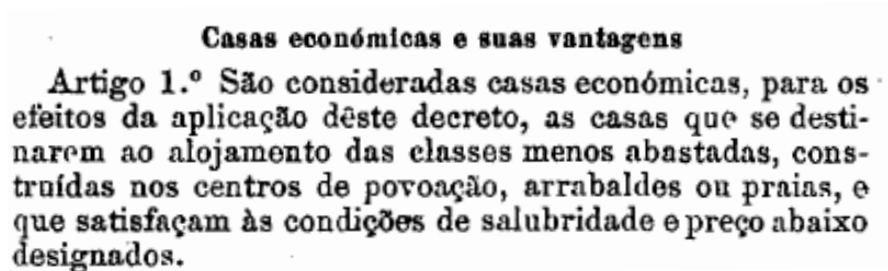 Casas económicas e suas vantagens
Artigo 1.º São consideradas casas económicas, para os
efeitos da aplicação dêste decreto, as casas que se desti-
narem ao alojamento das classes menos abastadas, cons-
truídas nos centros de povoação, arrabaldes ou praias, e
que satisfaçam às condições de salubridade e preço abaixo
designados.